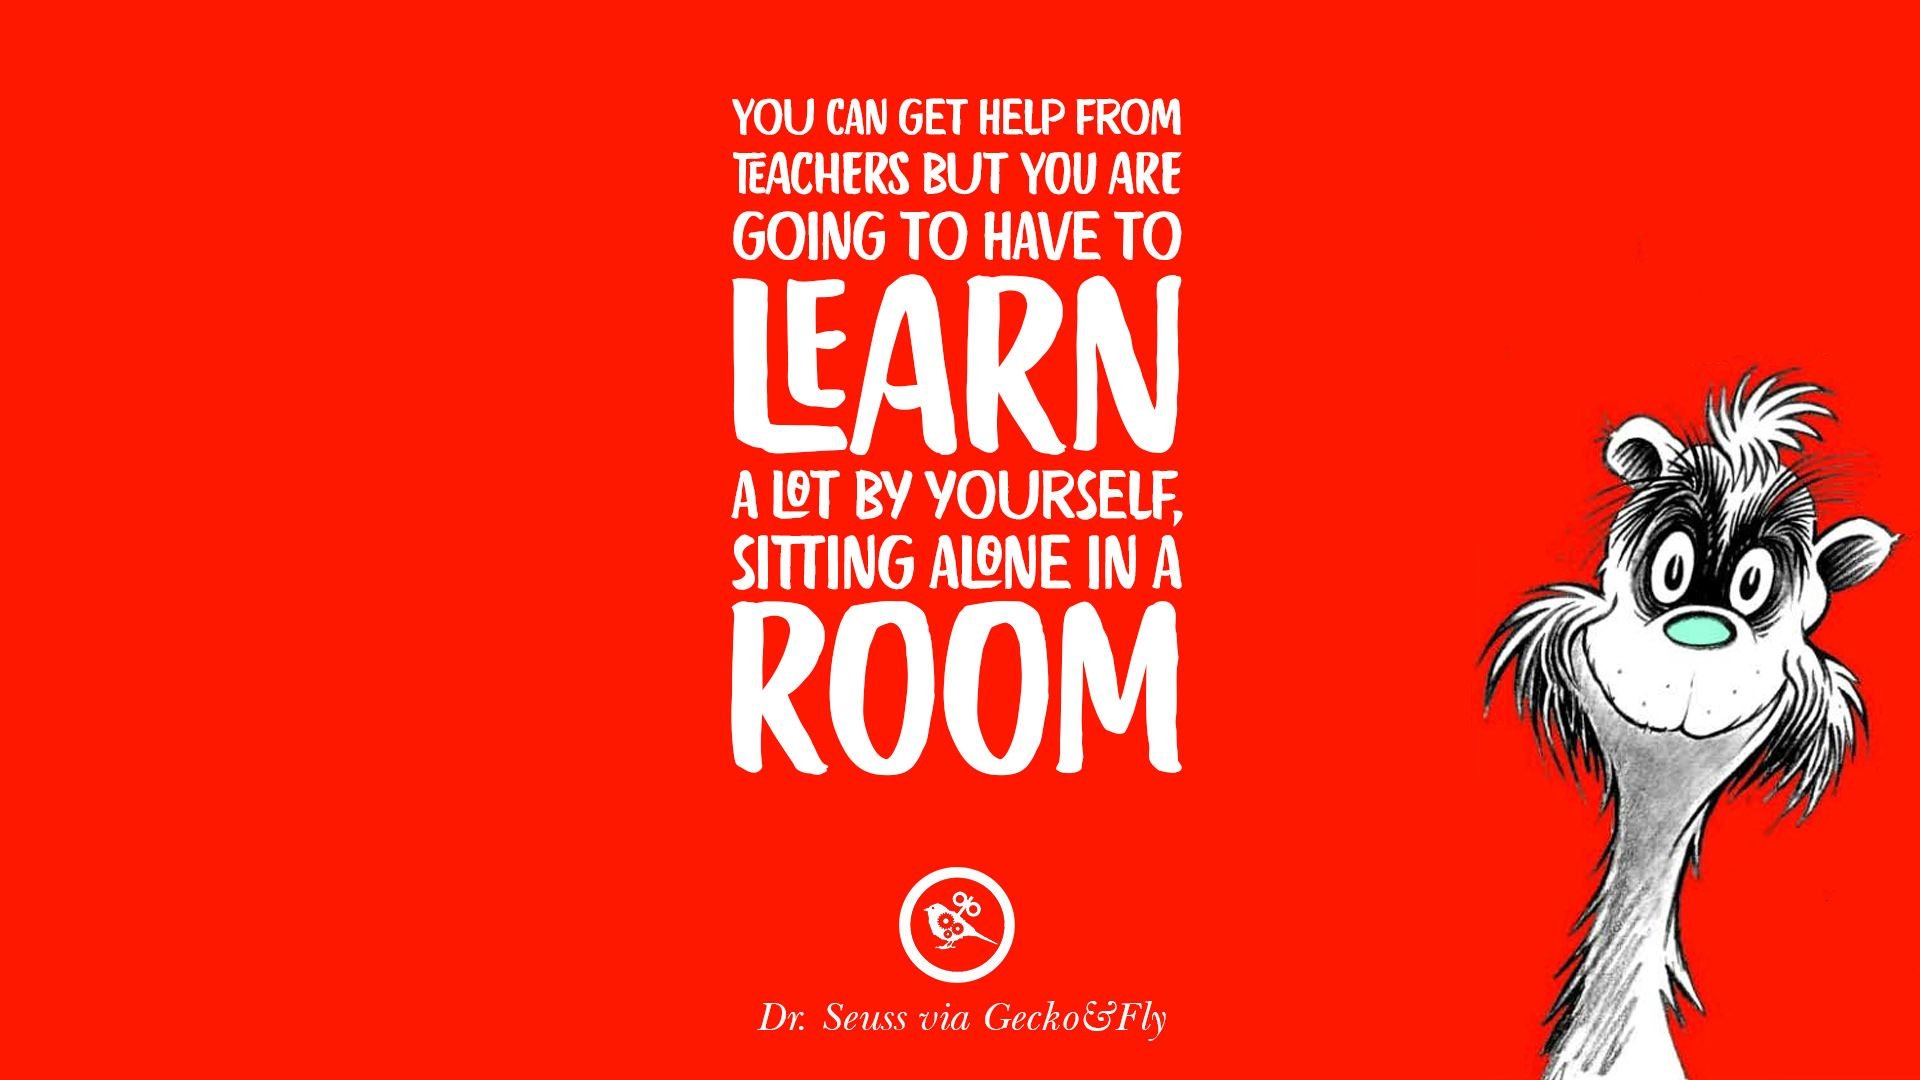 YOU CAN GET HELP FROM
TEACHERS BUT YOU ARE
GOING TO HAVE TO
LEARN
A LOT BY YOURSELF,
SITTING ALONE IN A
ROOM
Dr. Seuss via Gecko&Fly